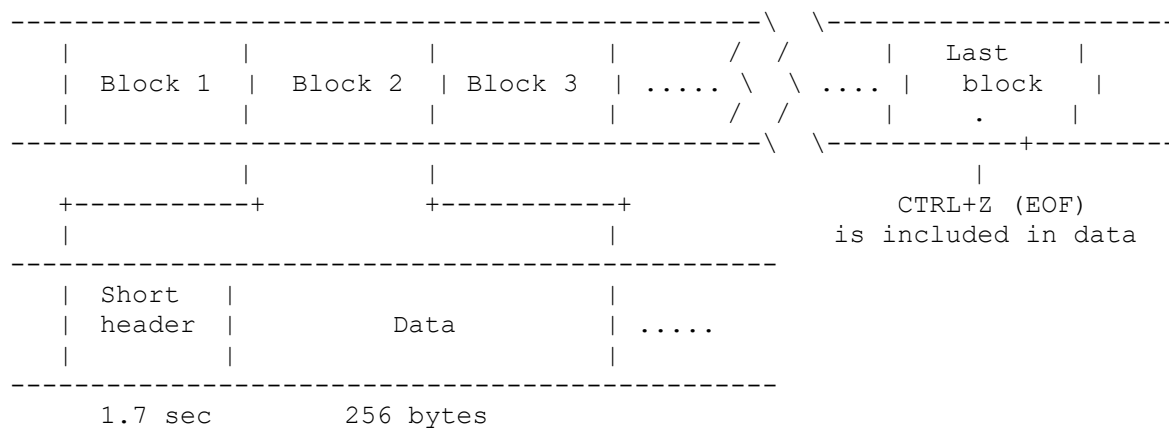 Last
Block 1 Block 2 Block 3 ..... .... block
.
CTRL+Z (EOF)
is included in data
Short
header Data .....
1.7 sec 256 bytes